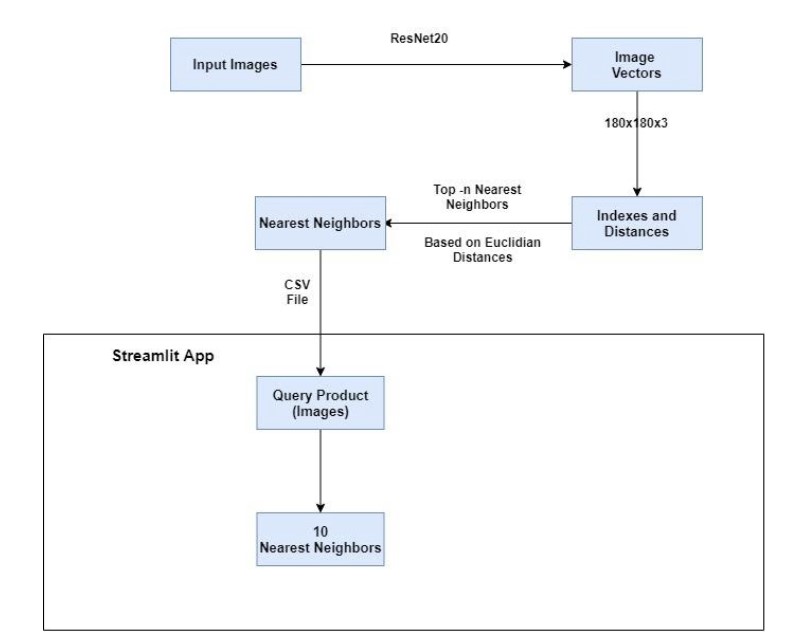 ResNet20
Input Images
Image
Vectors
180x180x3
Top -n Nearest
Neighbors
Nearest Neighbors
Indexes and
Distances
Based on Euclidian
Distances
CSV
File
Streamlit App
Query Product
(Images)
10
Nearest Neighbors